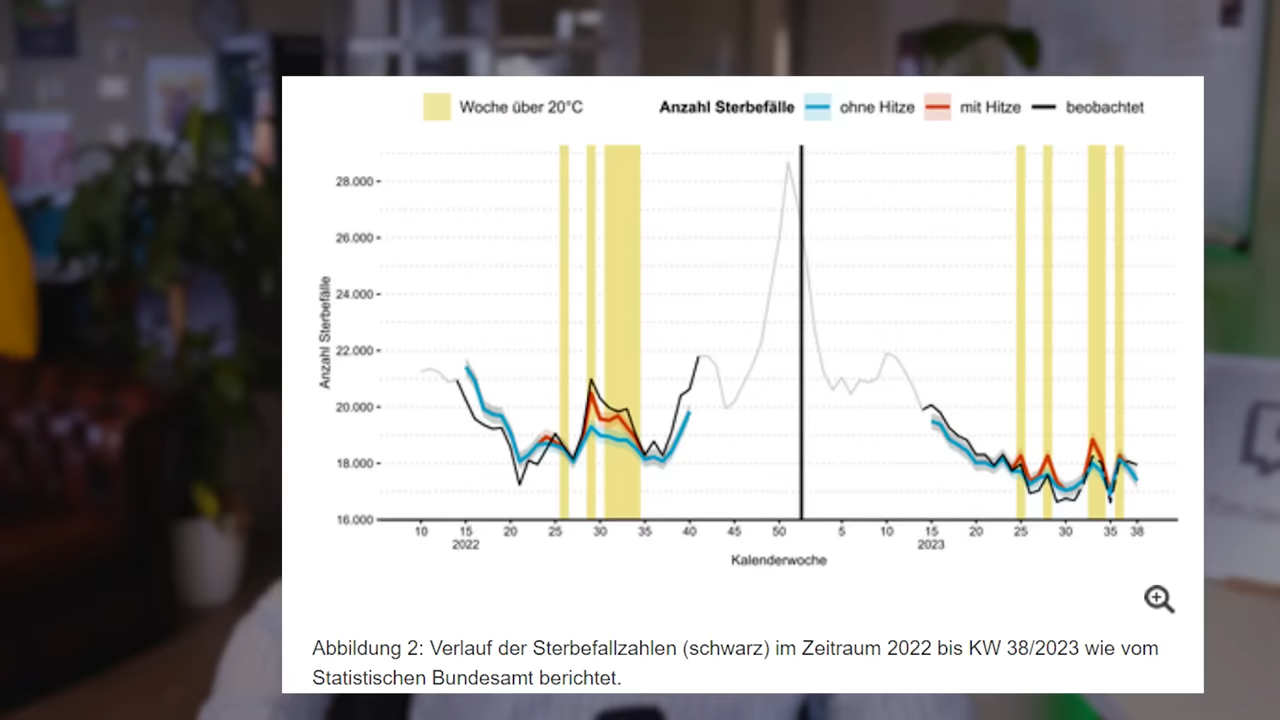 Woche über 20°C Anzahl Sterbefälle ohne Hitze mit Hitze beobachtet
28.000
26.000
24.000
22.000
20.000
18.000
16.000
Anzahl Sterbefälle
10 15 20 25 30 35 40 45 50 5 10 15 20 25 30 35 38
2022 2023
Kalenderwoche
Abbildung 2: Verlauf der Sterbefallzahlen (schwarz) im Zeitraum 2022 bis KW 38/2023 wie vom
Statistischen Bundesamt berichtet.